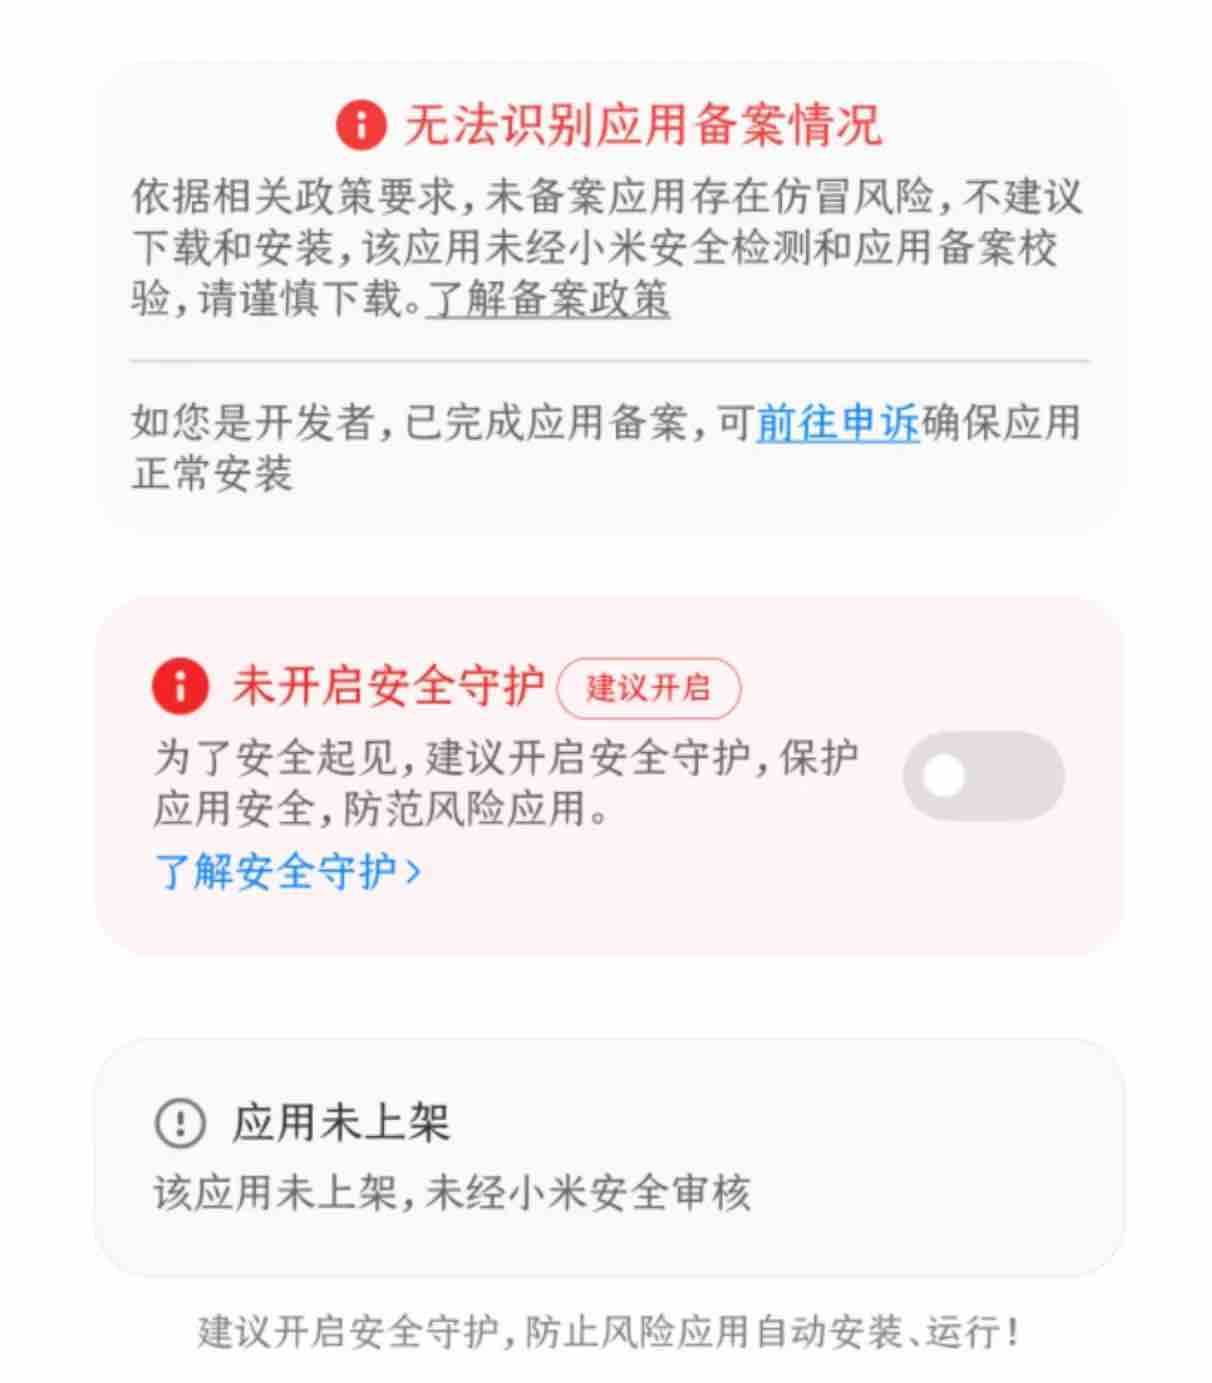 无法识别应用备案情况
依据相关政策要求,未备案应用存在仿冒风险,不建议
下载和安装,该应用未经小米安全检测和应用备案校
验,请谨慎下载。了解备案政策
如您是开发者,已完成应用备案,可前往申诉确保应用
正常安装
未开启安全守护 建议开启
为了安全起见,建议开启安全守护,保护
应用安全,防范风险应用。
了解安全守护>
应用未上架
该应用未上架,未经小米安全审核
建议开启安全守护,防止风险应用自动安装、运行!